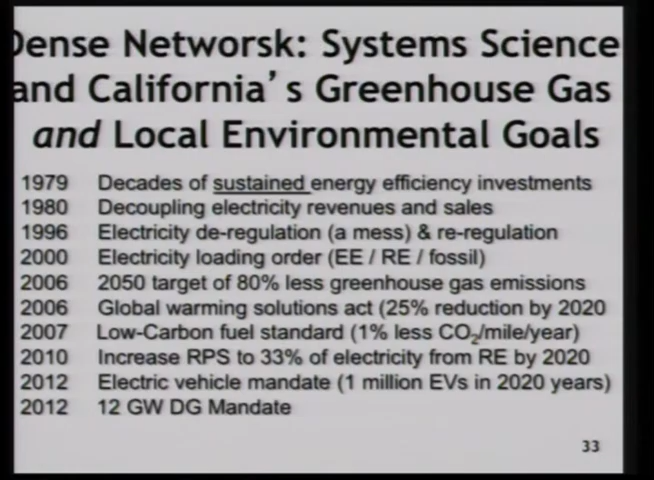 Dense Networsk: Systems Science
and California's Greenhouse Gas
and Local Environmental Goals
1979 Decades of sustained energy efficiency investments
1980 Decoupling electricity revenues and sales
1996 Electricity de-regulation (a mess) & re-regulation
2000 Electricity loading order (EE / RE / fossil)
2006 2050 target of 80% less greenhouse gas emissions
2006 Global warming solutions act (25% reduction by 2020
2007 Low-Carbon fuel standard (1% less CO₂/mile/year)
2010 Increase RPS to 33% of electricity from RE by 2020
2012 Electric vehicle mandate (1 million EVs in 2020 years)
2012 12 GW DG Mandate
33